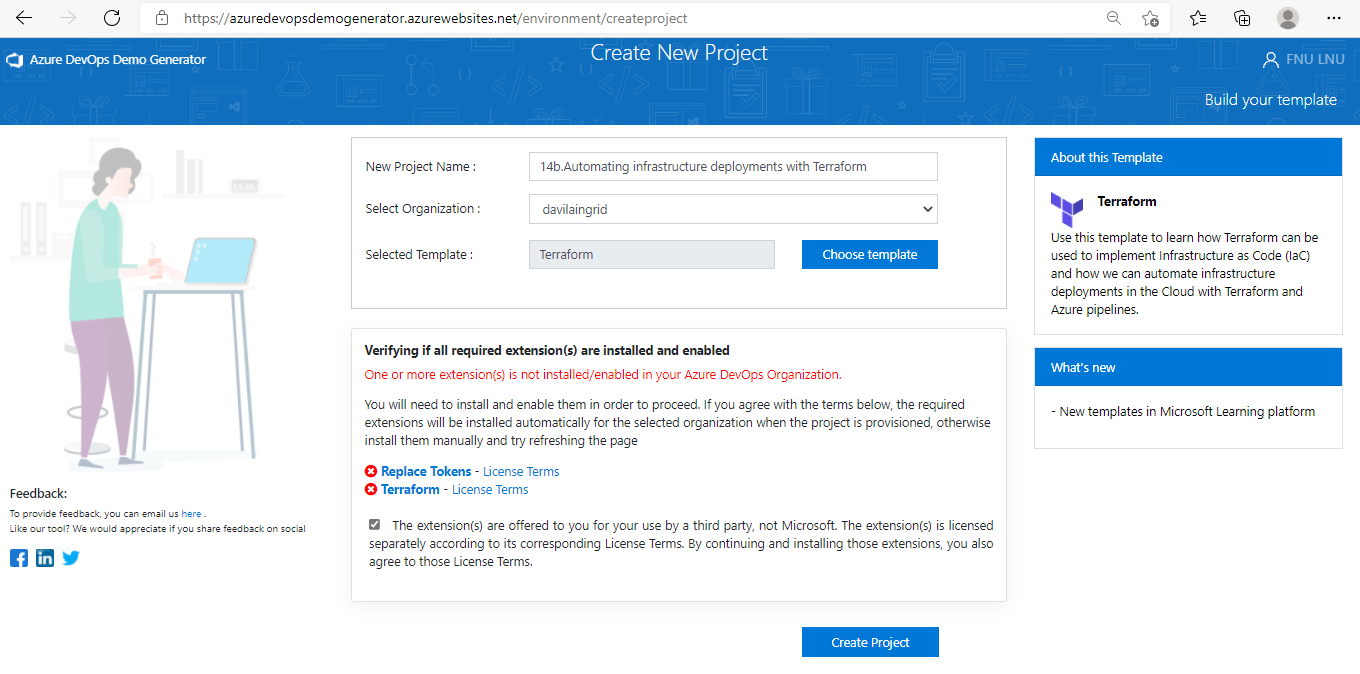 https://azuredevopsdemogenerator.azurewebsites.net/environment/createproject
Azure DevOps Demo Generator
Create New Project
FNU LNU
Build your template
New Project Name :
14b.Automating infrastructure deployments with Terraform
Select Organization :
davilaingrid
Selected Template :
Terraform
Choose template
Verifying if all required extension(s) are installed and enabled
One or more extension(s) is not installed/enabled in your Azure DevOps Organization.
You will need to install and enable them in order to proceed. If you agree with the terms below, the required
extensions will be installed automatically for the selected organization when the project is provisioned, otherwise
install them manually and try refreshing the page
Replace Tokens - License Terms
Terraform - License Terms
The extension(s) are offered to you for your use by a third party, not Microsoft. The extension(s) is licensed
separately according to its corresponding License Terms. By continuing and installing those extensions, you also
agree to those License Terms.
Create Project
About this Template
Terraform
Use this template to learn how Terraform can be
used to implement Infrastructure as Code (IaC)
and how we can automate infrastructure
deployments in the Cloud with Terraform and
Azure pipelines.
What's new
- New templates in Microsoft Learning platform
Feedback:
To provide feedback, you can email us here .
Like our tool? We would appreciate if you share feedback on social